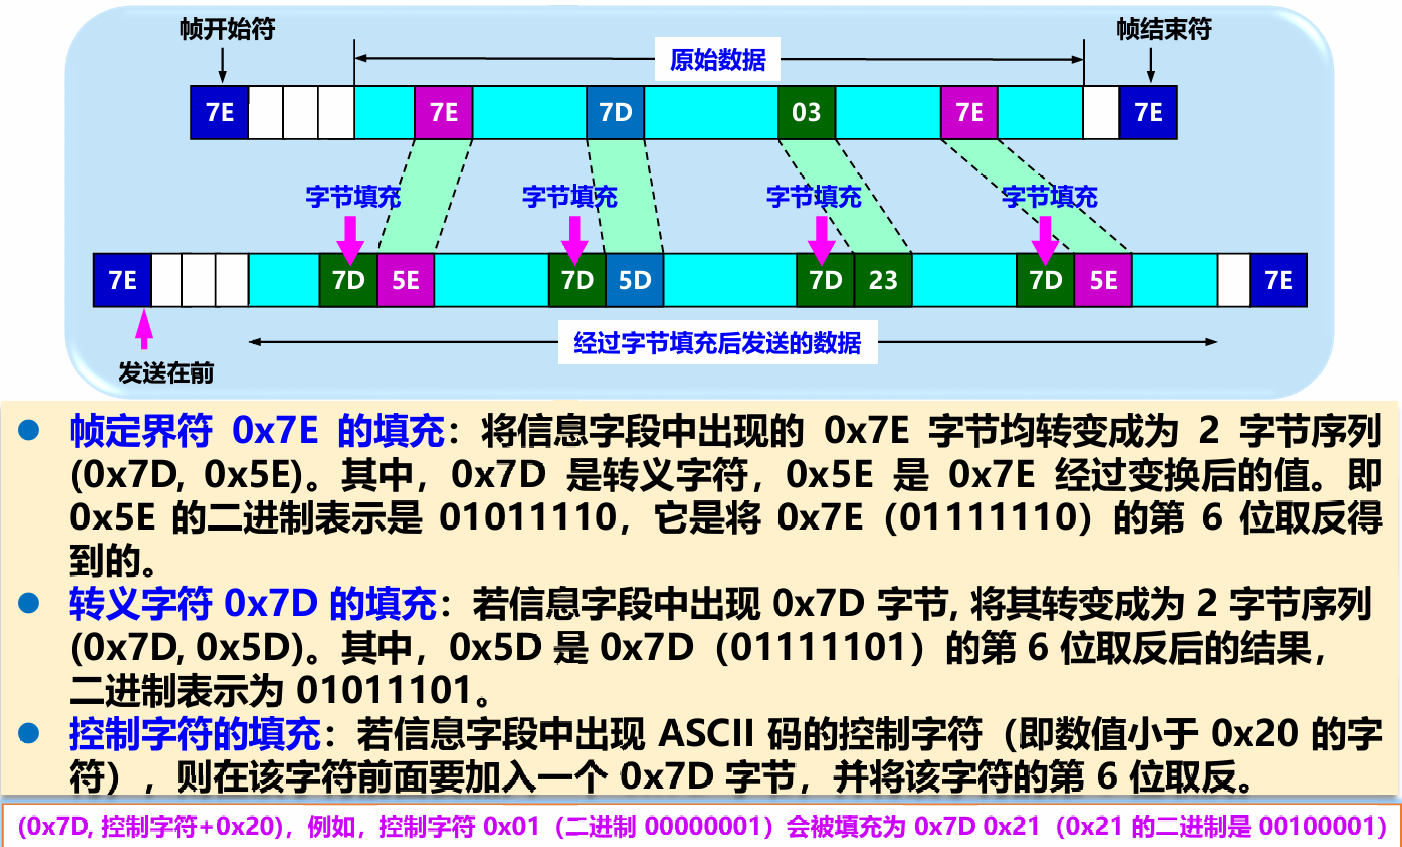 帧开始符 帧结束符
原始数据
7E 7E 7D 03 7E 7E
字节填充 字节填充 字节填充 字节填充
7E 7D 5E 7D 5D 7D 23 7D 5E 7E
经过字节填充后发送的数据
发送在前
帧定界符 0x7E 的填充：将信息字段中出现的 0x7E 字节均转变成为 2 字节序列
(0x7D, 0x5E)。其中，0x7D 是转义字符，0x5E 是 0x7E 经过变换后的值。即
0x5E 的二进制表示是 01011110，它是将 0x7E（01111110）的第 6 位取反得
到的。
转义字符 0x7D 的填充：若信息字段中出现 0x7D 字节, 将其转变成为 2 字节序列
(0x7D, 0x5D)。其中，0x5D 是 0x7D（01111101）的第 6 位取反后的结果，
二进制表示为 01011101。
控制字符的填充：若信息字段中出现 ASCII 码的控制字符（即数值小于 0x20 的字
符），则在该字符前面要加入一个 0x7D 字节，并将该字符的第 6 位取反。
(0x7D, 控制字符+0x20)，例如，控制字符 0x01（二进制 00000001）会被填充为 0x7D 0x21（0x21 的二进制是 00100001）